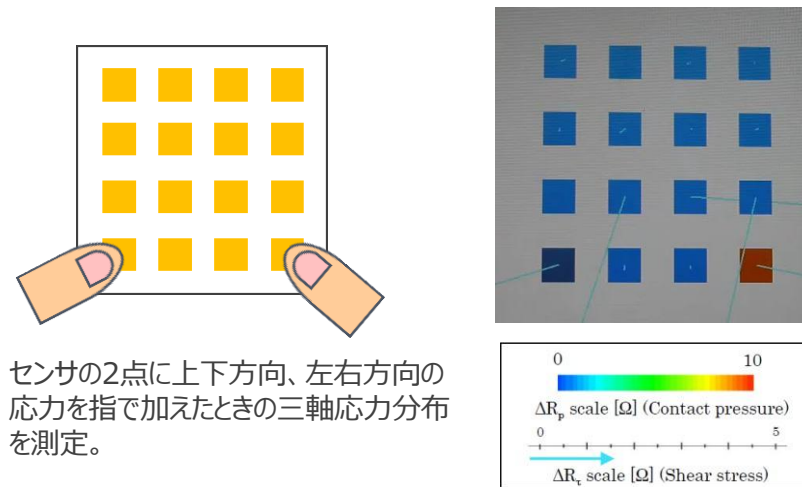 センサの2点に上下方向、左右方向の
応力を指で加えたときの三軸応力分布
を測定。
0 10
ΔRp scale [Ω] (Contact pressure)
0 5
ΔRτ scale [Ω] (Shear stress)